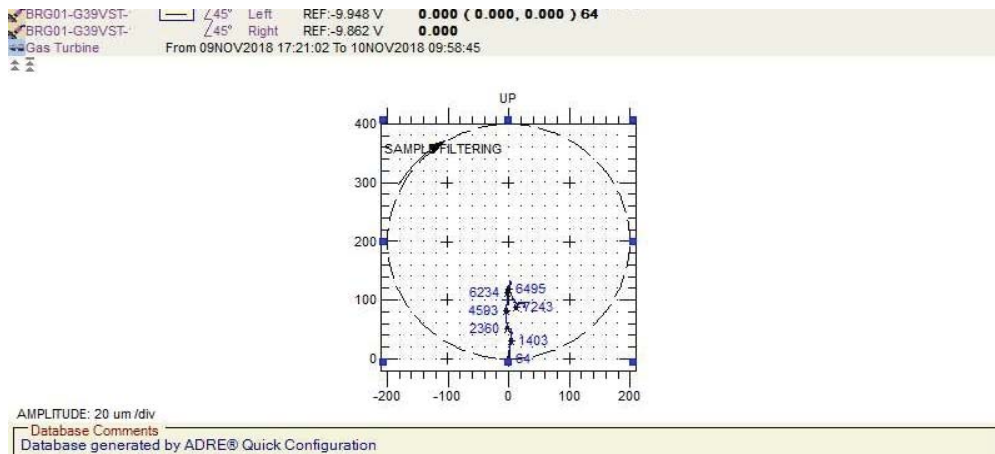 BRG01-G39VST- ∠45° Left REF:-9.948 V 0.000 ( 0.000, 0.000 ) 64
BRG01-G39VST- ∠45° Right REF:-9.862 V 0.000
Gas Turbine From 09NOV2018 17:21:02 To 10NOV2018 09:58:45
UP
400
SAMPLE FILTERING
300
200
6234 6495
100 7243
4593
2360
1403
0 64
-200 -100 0 100 200
AMPLITUDE: 20 um/div
Database Comments
Database generated by ADRE® Quick Configuration